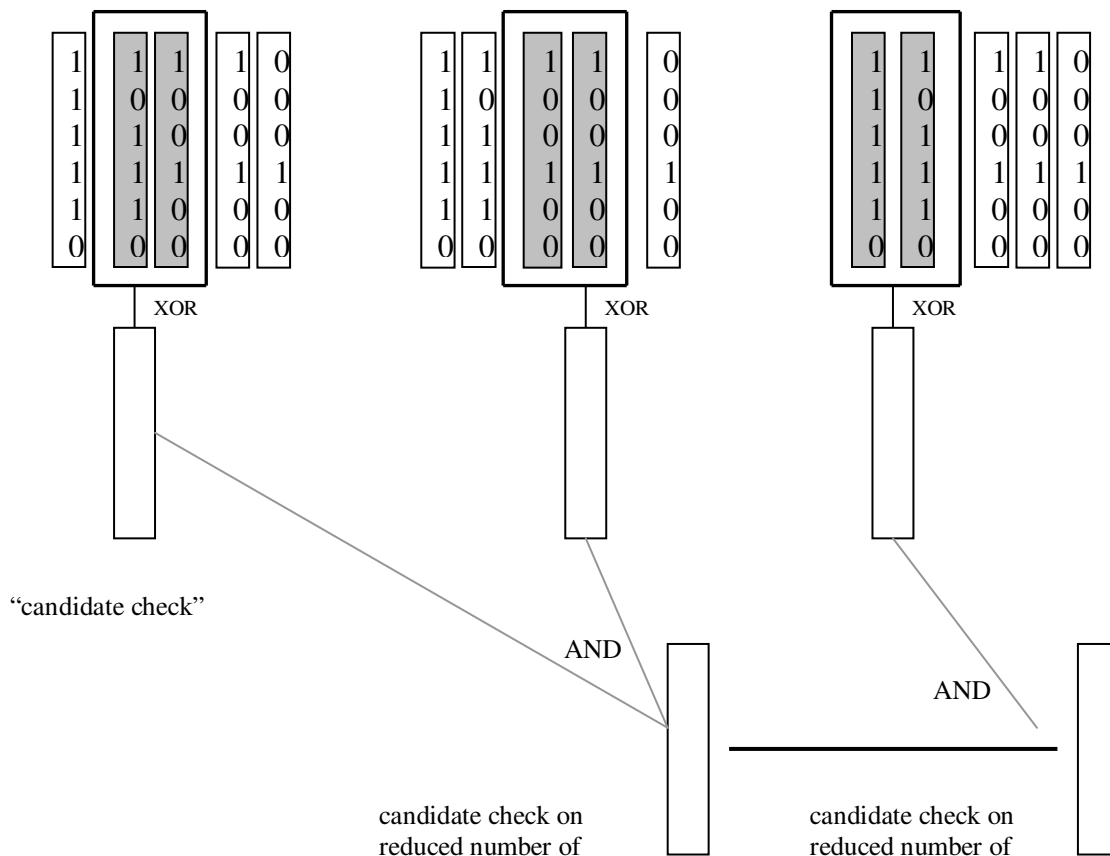 1 1 1 1 0 1 1 1 1 0 1 1 1 1 0
1 0 0 0 0 1 0 0 0 0 1 0 0 0 0
1 1 0 0 0 1 1 0 0 0 1 1 0 0 0
1 1 1 1 1 1 1 1 1 1 1 1 1 1 1
1 1 0 0 0 1 1 0 0 0 1 1 0 0 0
0 0 0 0 0 0 0 0 0 0 0 0 0 0 0
XOR XOR XOR
“candidate check”
AND
AND
candidate check on
reduced number of
candidate check on
reduced number of